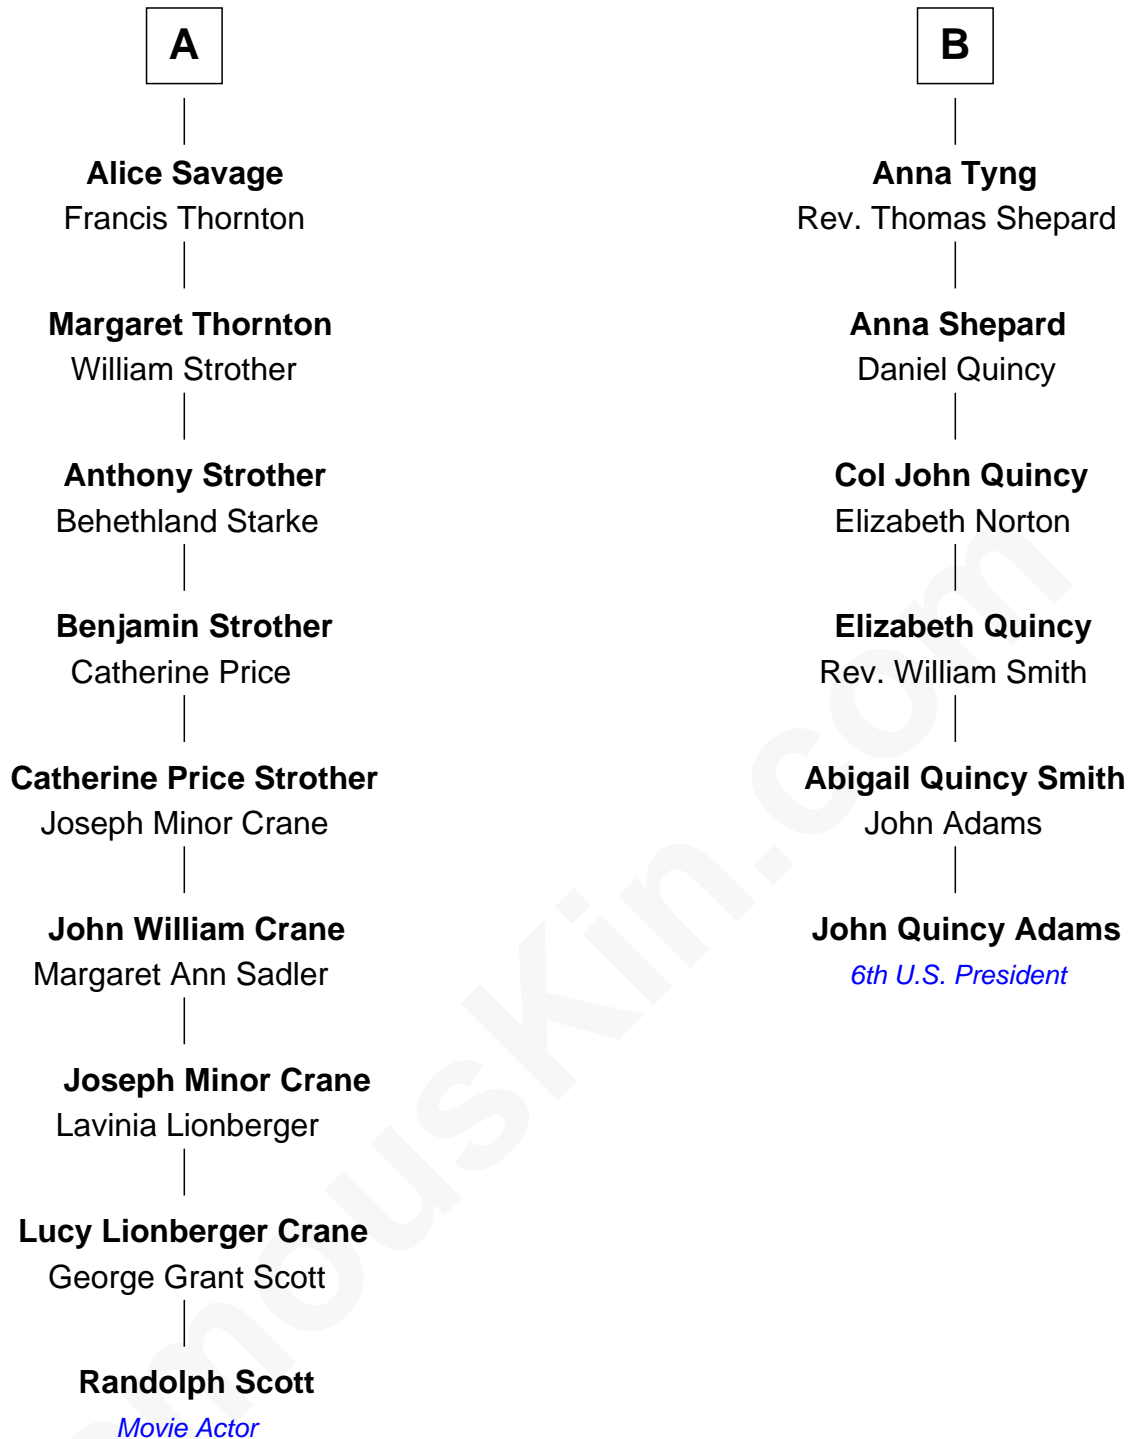 A
Alice Savage
Francis Thornton
Margaret Thornton
William Strother
Anthony Strother
Behethland Starke
Benjamin Strother
Catherine Price
Catherine Price Strother
Joseph Minor Crane
John William Crane
Margaret Ann Sadler
Joseph Minor Crane
Lavinia Lionberger
Lucy Lionberger Crane
George Grant Scott
Randolph Scott
Movie Actor
B
Anna Tyng
Rev. Thomas Shepard
Anna Shepard
Daniel Quincy
Col John Quincy
Elizabeth Norton
Elizabeth Quincy
Rev. William Smith
Abigail Quincy Smith
John Adams
John Quincy Adams
6th U.S. President